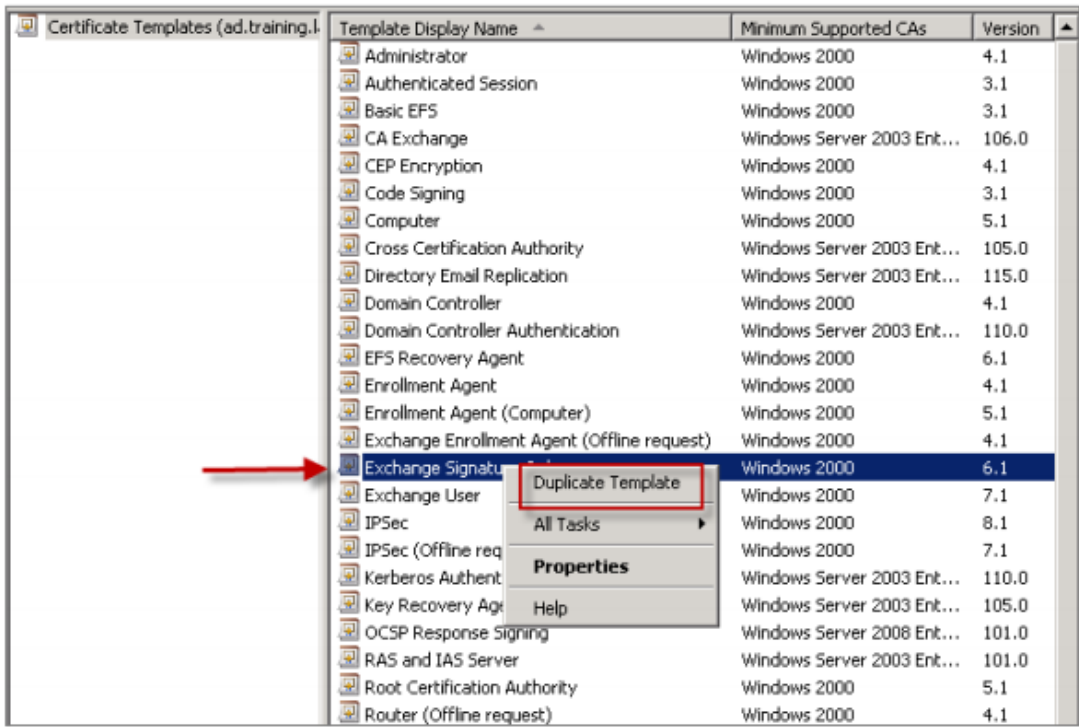 Certificate Templates (ad.training.l
Template Display Name Minimum Supported CAs Version
Administrator Windows 2000 4.1
Authenticated Session Windows 2000 3.1
Basic EFS Windows 2000 3.1
CA Exchange Windows Server 2003 Ent... 106.0
CEP Encryption Windows 2000 4.1
Code Signing Windows 2000 3.1
Computer Windows 2000 5.1
Cross Certification Authority Windows Server 2003 Ent... 105.0
Directory Email Replication Windows Server 2003 Ent... 115.0
Domain Controller Windows 2000 4.1
Domain Controller Authentication Windows Server 2003 Ent... 110.0
EFS Recovery Agent Windows 2000 6.1
Enrollment Agent Windows 2000 4.1
Enrollment Agent (Computer) Windows 2000 5.1
Exchange Enrollment Agent (Offline request) Windows 2000 4.1
Exchange Signatu Windows 2000 6.1
Duplicate Template
Exchange User Windows 2000 7.1
IPSec Windows 2000 8.1
All Tasks
IPSec (Offline req Windows 2000 7.1
Properties
Kerberos Authent Windows Server 2003 Ent... 110.0
Key Recovery Age Windows Server 2003 Ent... 105.0
Help
OCSP Response Signing Windows Server 2008 Ent... 101.0
RAS and IAS Server Windows Server 2003 Ent... 101.0
Root Certification Authority Windows 2000 5.1
Router (Offline request) Windows 2000 4.1